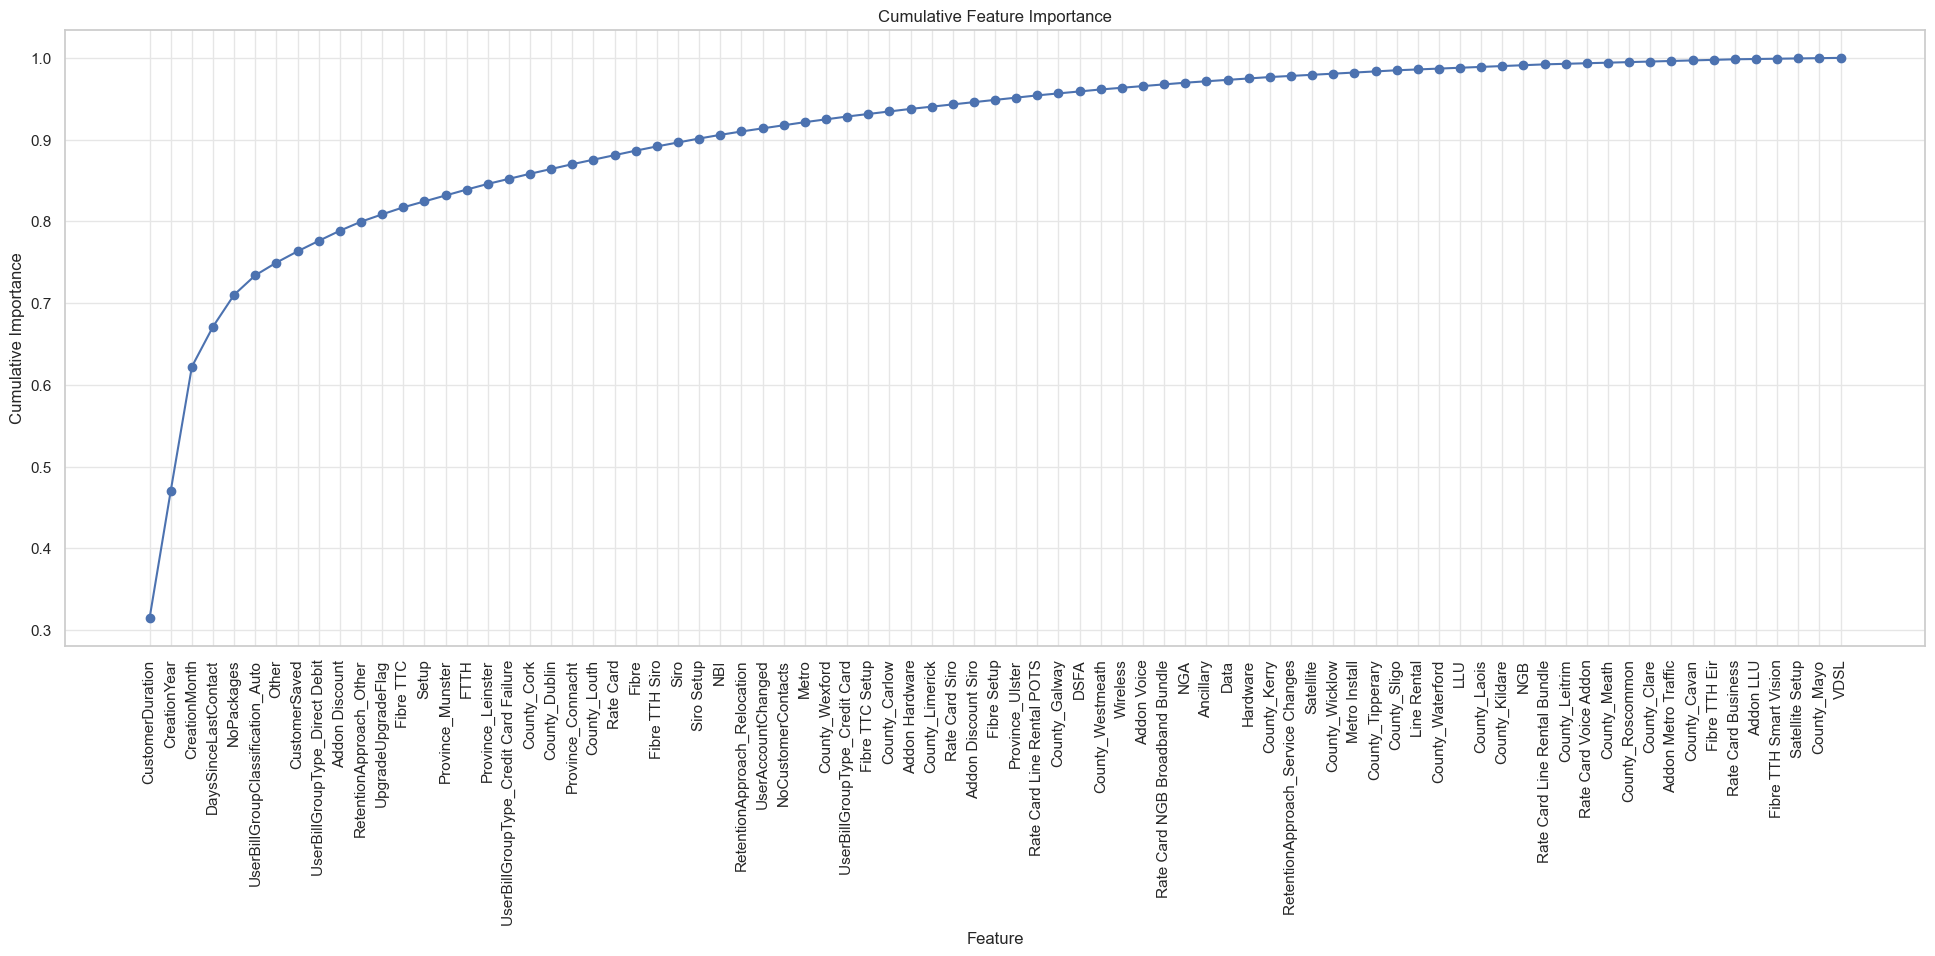 Cumulative Feature Importance
Cumulative Importance
1.0
0.9
0.8
0.7
0.6
0.5
0.4
0.3
CustomerDuration
CreationYear
CreationMonth
DaysSinceLastContact
NoPackages
UserBillGroupClassification_Auto
Other
CustomerSaved
UserBillGroupType_Direct Debit
Addon Discount
RetentionApproach_Other
UpgradeUpgradeFlag
Fibre TTC
Setup
Province_Munster
FTTH
Province_Leinster
UserBillGroupType_Credit Card Failure
County_Cork
County_Dublin
Province_Connacht
County_Louth
Rate Card
Fibre
Fibre TTH Siro
Siro
Siro Setup
NBI
RetentionApproach_Relocation
UserAccountChanged
NoCustomerContacts
Metro
County_Wexford
UserBillGroupType_Credit Card
Fibre TTC Setup
County_Carlow
Addon Hardware
County_Limerick
Rate Card Siro
Addon Discount Siro
Fibre Setup
Province_Ulster
Rate Card Line Rental POTS
County_Galway
DSFA
County_Westmeath
Wireless
Addon Voice
Rate Card NGB Broadband Bundle
NGA
Ancillary
Data
Hardware
County_Kerry
RetentionApproach_Service Changes
Satellite
County_Wicklow
Metro Install
County_Tipperary
County_Sligo
Line Rental
County_Waterford
LLU
County_Laois
County_Kildare
NGB
Rate Card Line Rental Bundle
County_Leitrim
Rate Card Voice Addon
County_Meath
County_Roscommon
County_Clare
Addon Metro Traffic
County_Cavan
Fibre TTH Eir
Rate Card Business
Addon LLU
Fibre TTH Smart Vision
Satellite Setup
County_Mayo
VDSL
Feature